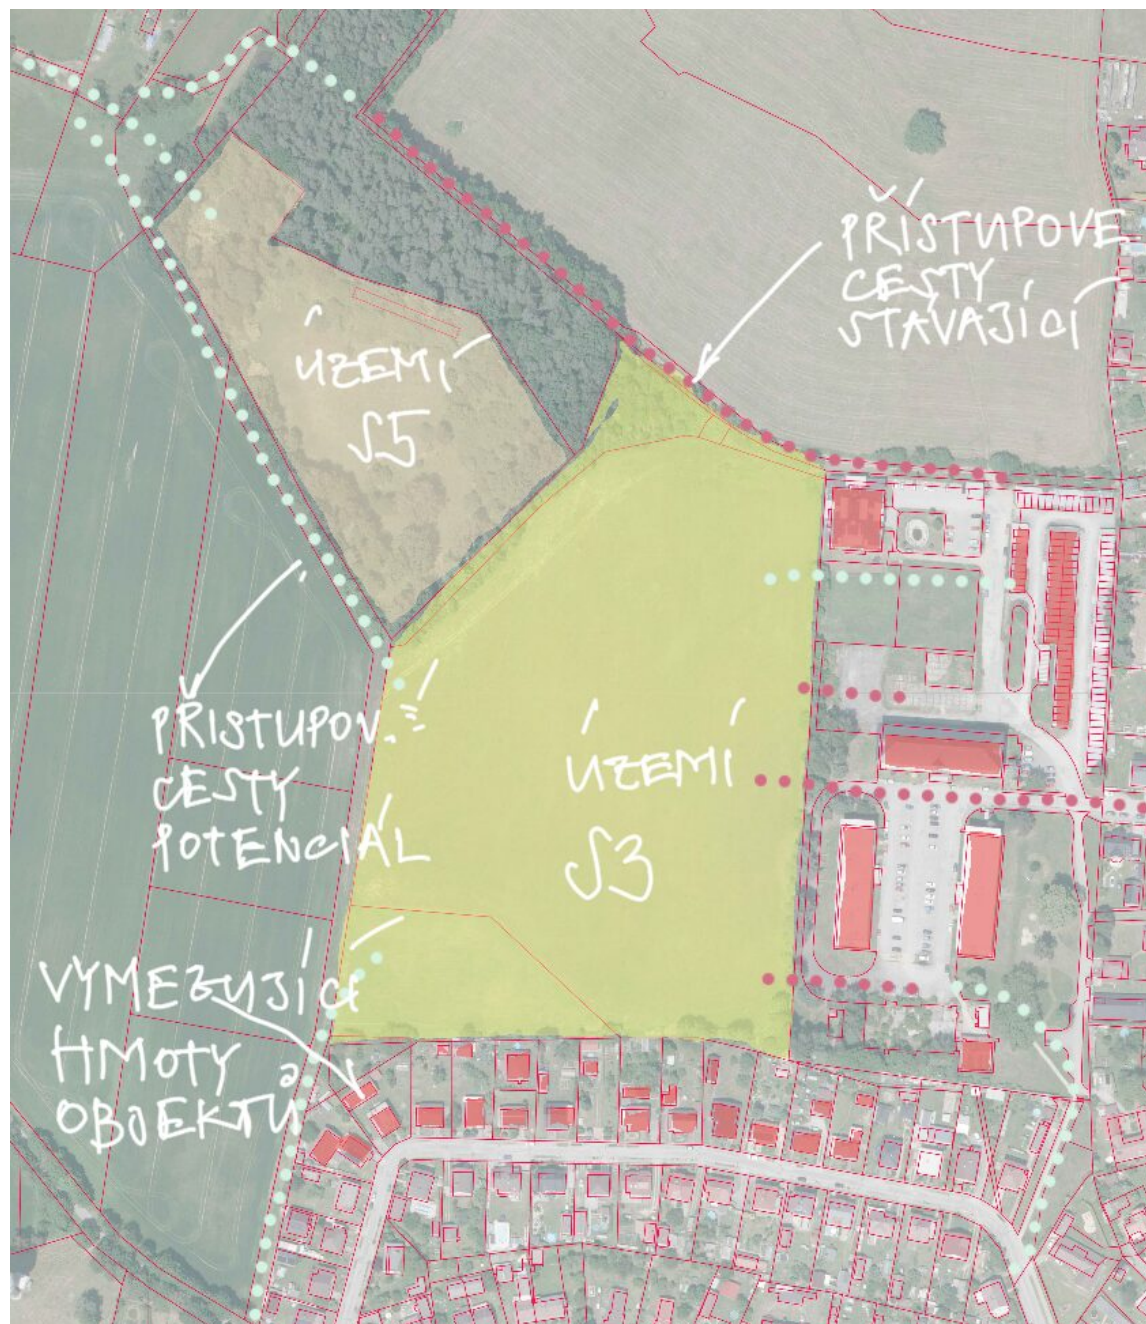 PŘÍSTUPOVÉ
CESTY
STÁVAJÍCÍ
ÚZEMÍ
S5
PŘÍSTUPOV.
CESTY
POTENCIÁL
ÚZEMÍ
S3
VYMEZUJÍCÍ
HMOTY
OBJEKTŮ